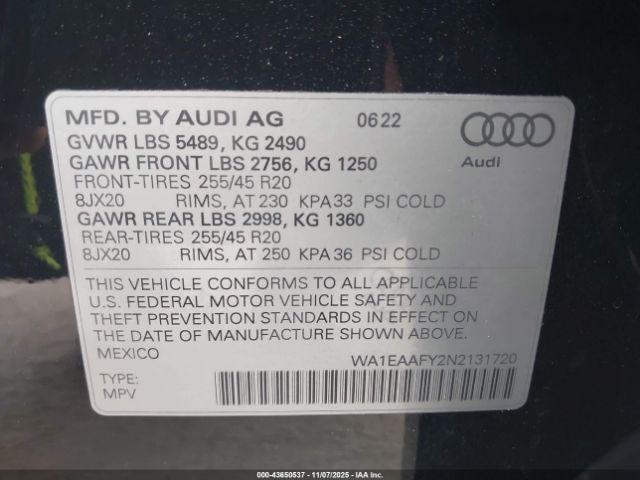 MFD. BY AUDI AG 0622
GVWR LBS 5489, KG 2490
GAWR FRONT LBS 2756, KG 1250
FRONT-TIRES 255/45 R20
8JX20 RIMS, AT 230 KPA33 PSI COLD
GAWR REAR LBS 2998, KG 1360
REAR-TIRES 255/45 R20
8JX20 RIMS, AT 250 KPA36 PSI COLD
Audi
THIS VEHICLE CONFORMS TO ALL APPLICABLE
U.S. FEDERAL MOTOR VEHICLE SAFETY AND
THEFT PREVENTION STANDARDS IN EFFECT ON
THE DATE OF MANUFACTURE SHOWN ABOVE.
MEXICO WA1EAAFY2N2131720
TYPE:
MPV
000-43650537 - 11/07/2025 - IAA Inc.